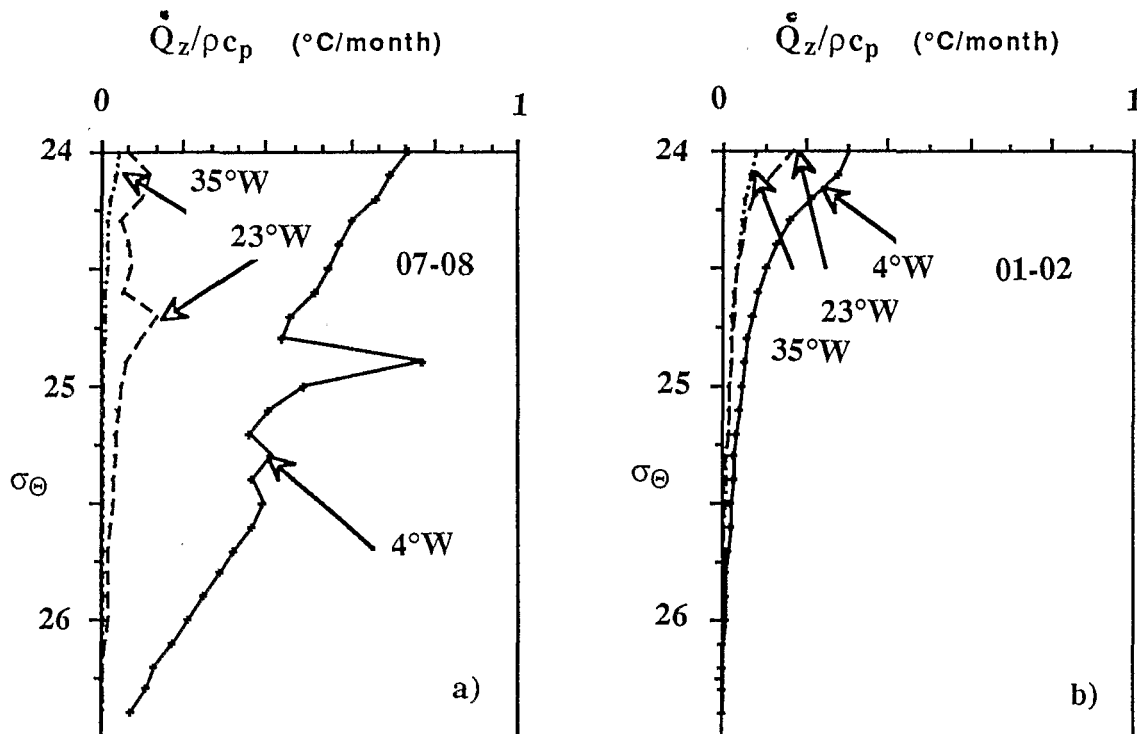 Q̇z/ρcp (°C/month)
0 1
24
35°W
23°W
07-08
25
σΘ
4°W
26
a)
Q̇z/ρcp (°C/month)
0 1
24
4°W
01-02
23°W
35°W
25
σΘ
26
b)